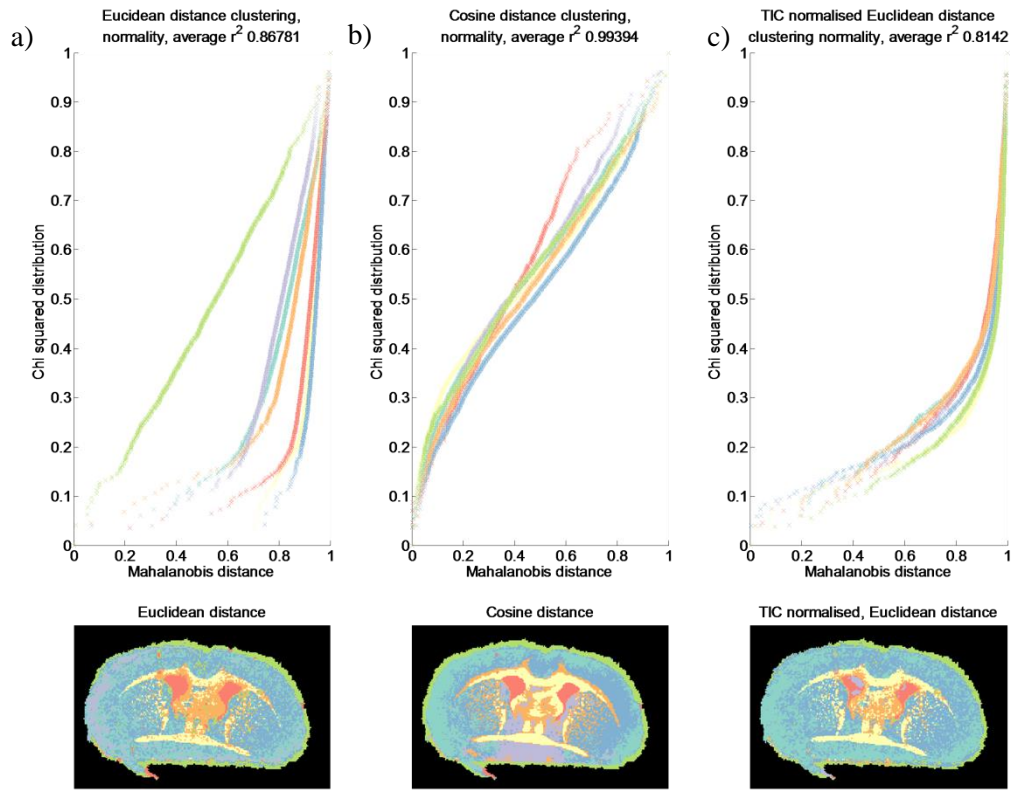 a)
Eucidean distance clustering,
normality, average r² 0.86781
b)
Cosine distance clustering,
normality, average r² 0.99394
c)
TIC normalised Euclidean distance
clustering normality, average r² 0.8142
Chi squared distribution
1
0.9
0.8
0.7
0.6
0.5
0.4
0.3
0.2
0.1
0
0 0.2 0.4 0.6 0.8 1
Mahalanobis distance
Chi squared distribution
1
0.9
0.8
0.7
0.6
0.5
0.4
0.3
0.2
0.1
0
0 0.2 0.4 0.6 0.8 1
Mahalanobis distance
Chi squared distribution
1
0.9
0.8
0.7
0.6
0.5
0.4
0.3
0.2
0.1
0
0 0.2 0.4 0.6 0.8 1
Mahalanobis distance
Euclidean distance
Cosine distance
TIC normalised, Euclidean distance